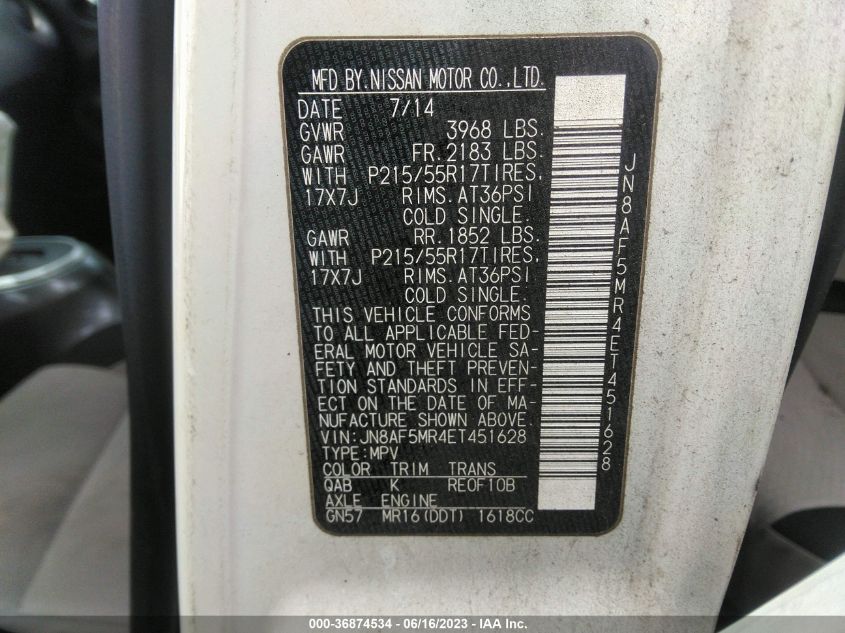 MFD BY.NISSAN MOTOR CO.,LTD.
DATE 7/14
GVWR 3968 LBS.
GAWR FR.2183 LBS.
WITH P215/55R17TIRES,
17X7J RIMS.AT36PSI
COLD SINGLE.
GAWR RR.1852 LBS.
WITH P215/55R17TIRES,
17X7J RIMS.AT36PSI
COLD SINGLE.
THIS VEHICLE CONFORMS
TO ALL APPLICABLE FED-
ERAL MOTOR VEHICLE SA-
FETY AND THEFT PREVEN-
TION STANDARDS IN EFF-
ECT ON THE DATE OF MA-
NUFACTURE SHOWN ABOVE.
VIN:JN8AF5MR4ET451628
TYPE:MPV
COLOR TRIM TRANS
QAB K REOF10B
AXLE ENGINE
GN57 MR16(DDT) 1618CC
JN8AF5MR4ET451628
000-36874534 - 06/16/2023 - IAA Inc.